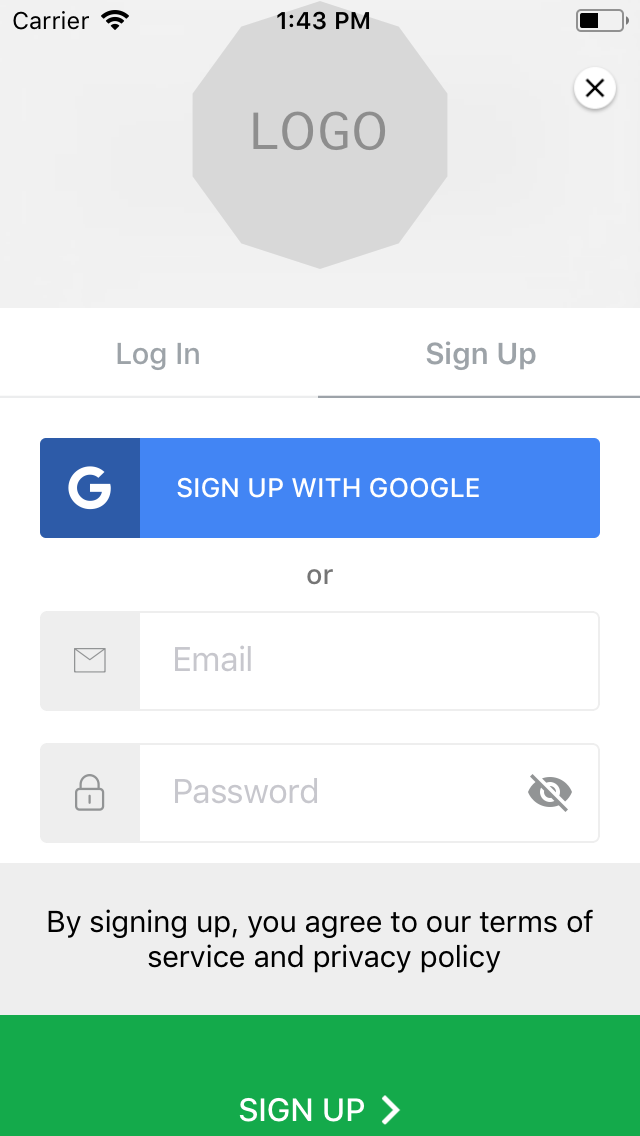 Carrier 1:43 PM
LOGO
Log In Sign Up
SIGN UP WITH GOOGLE
or
Email
Password
By signing up, you agree to our terms of
service and privacy policy
SIGN UP